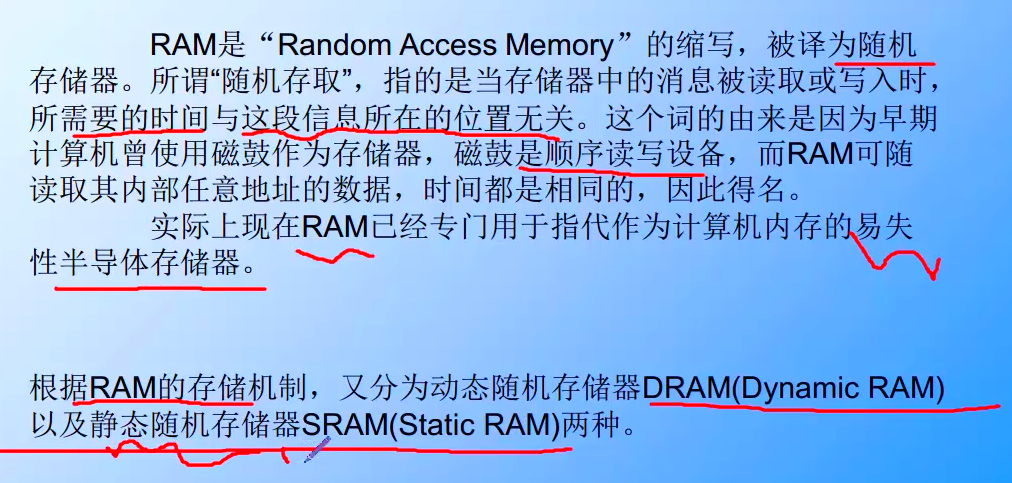 RAM是“Random Access Memory”的缩写，被译为随机
存储器。所谓“随机存取”，指的是当存储器中的消息被读取或写入时，
所需要的时间与这段信息所在的位置无关。这个词的由来是因为早期
计算机曾使用磁鼓作为存储器，磁鼓是顺序读写设备，而RAM可随
读取其内部任意地址的数据，时间都是相同的，因此得名。
实际上现在RAM已经专门用于指代作为计算机内存的易失
性半导体存储器。
根据RAM的存储机制，又分为动态随机存储器DRAM(Dynamic RAM)
以及静态随机存储器SRAM(Static RAM)两种。